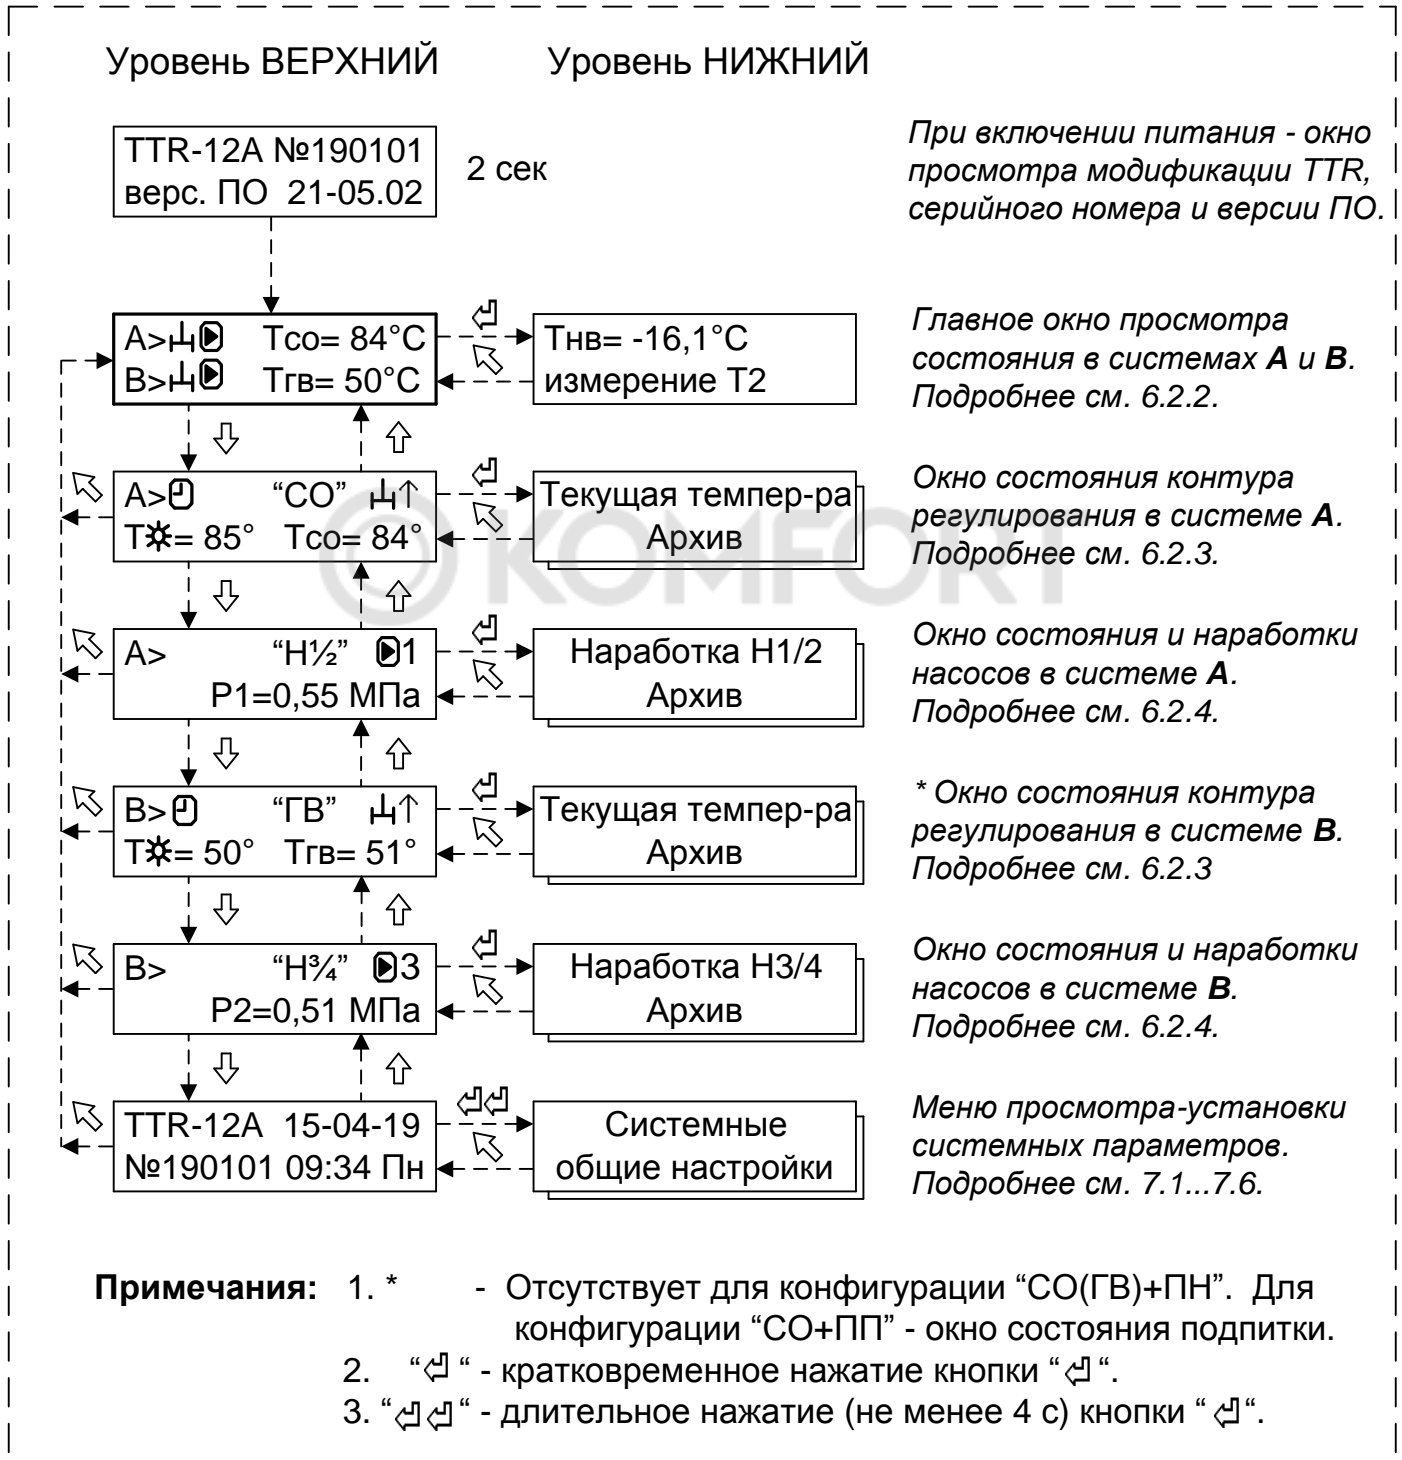 Уровень ВЕРХНИЙ
Уровень НИЖНИЙ
TTR-12A №190101
верс. ПО 21-05.02
2 сек
При включении питания - окно
просмотра модификации TTR,
серийного номера и версии ПО.
A> Тсо= 84°C
B> Тгв= 50°C
Тнв= -16,1°C
измерение Т2
Главное окно просмотра
состояния в системах А и В.
Подробнее см. 6.2.2.
A> “СО” ↑
T☼= 85° Тсо= 84°
Текущая темпер-ра
Архив
Окно состояния контура
регулирования в системе А.
Подробнее см. 6.2.3.
© KOMFORT
A> “Н½” 1
P1=0,55 МПа
Наработка Н1/2
Архив
Окно состояния и наработки
насосов в системе А.
Подробнее см. 6.2.4.
B> “ГВ” ↑
T☼= 50° Тгв= 51°
Текущая темпер-ра
Архив
* Окно состояния контура
регулирования в системе В.
Подробнее см. 6.2.3
B> “Н¾” 3
P2=0,51 МПа
Наработка Н3/4
Архив
Окно состояния и наработки
насосов в системе В.
Подробнее см. 6.2.4.
TTR-12A 15-04-19
№190101 09:34 Пн
Системные
общие настройки
Меню просмотра-установки
системных параметров.
Подробнее см. 7.1...7.6.
Примечания: 1. * - Отсутствует для конфигурации “СО(ГВ)+ПН”. Для
конфигурации “СО+ПП” - окно состояния подпитки.
2. “⏎“ - кратковременное нажатие кнопки “⏎“.
3. “⏎⏎“ - длительное нажатие (не менее 4 с) кнопки “⏎“.